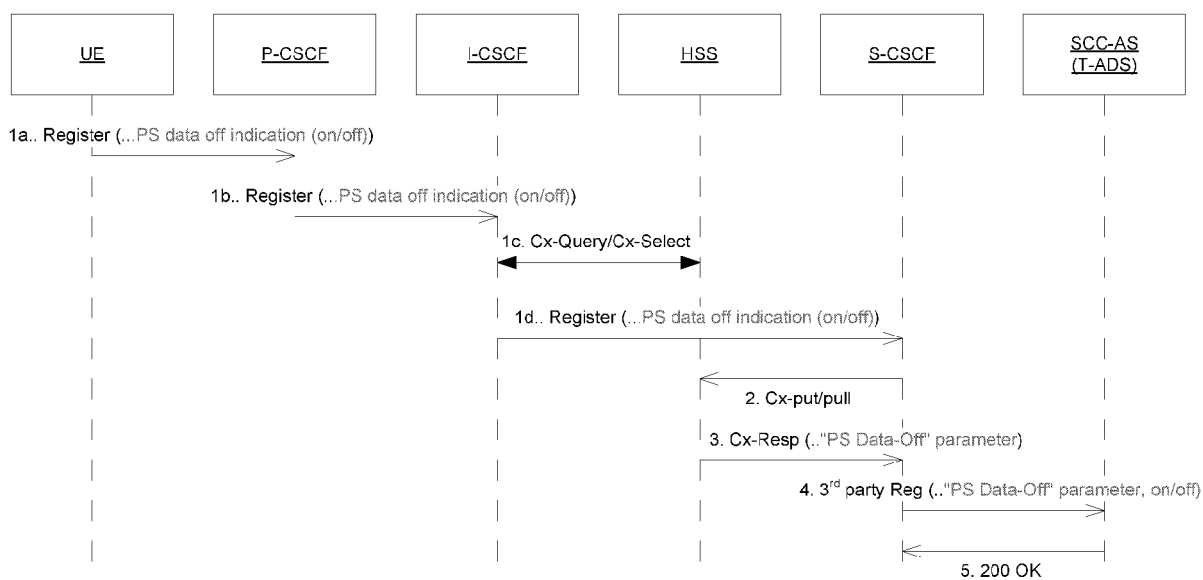 UE
P-CSCF
I-CSCF
HSS
S-CSCF
SCC-AS
(T-ADS)
1a.. Register (...PS data off indication (on/off))
1b.. Register (...PS data off indication (on/off))
1c. Cx-Query/Cx-Select
1d.. Register (...PS data off indication (on/off))
2. Cx-put/pull
3. Cx-Resp (.."PS Data-Off" parameter)
4. 3rd party Reg (.."PS Data-Off" parameter, on/off)
5. 200 OK